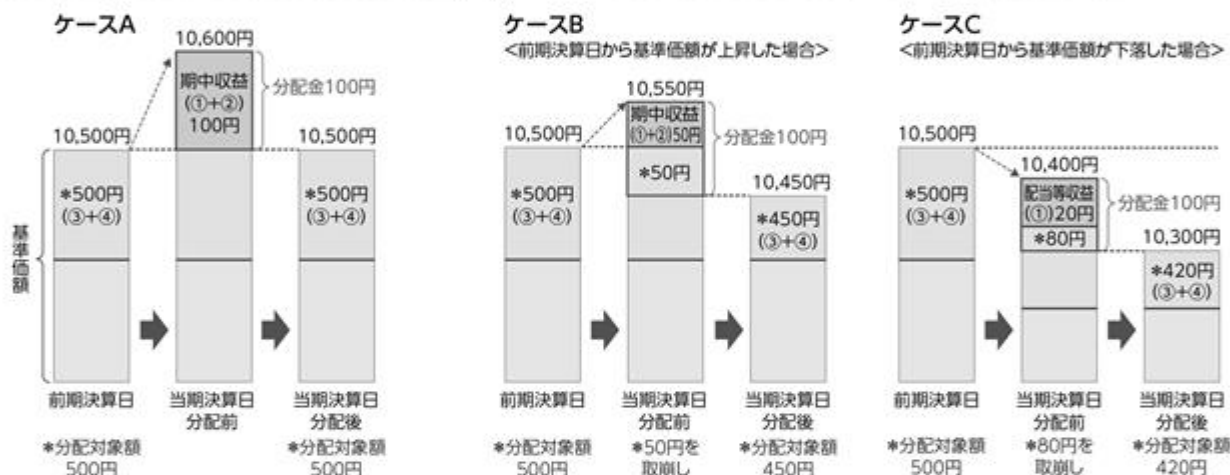 ケースA
10,600円
期中収益
(①+②)
100円
分配金100円
10,500円
10,500円
*500円
(③+④)
*500円
(③+④)
基準価額
前期決算日
当期決算日
分配前
当期決算日
分配後
*分配対象額
500円
*分配対象額
500円
ケースB
<前期決算日から基準価額が上昇した場合>
10,550円
期中収益
(①+②)50円
分配金100円
10,500円
*50円
10,450円
*500円
(③+④)
*450円
(③+④)
前期決算日
当期決算日
分配前
当期決算日
分配後
*分配対象額
500円
*50円を
取崩し
*分配対象額
450円
ケースC
<前期決算日から基準価額が下落した場合>
10,500円
10,400円
配当等収益
(①)20円
分配金100円
*80円
10,300円
*500円
(③+④)
*420円
(③+④)
前期決算日
当期決算日
分配前
当期決算日
分配後
*分配対象額
500円
*80円を
取崩し
*分配対象額
420円